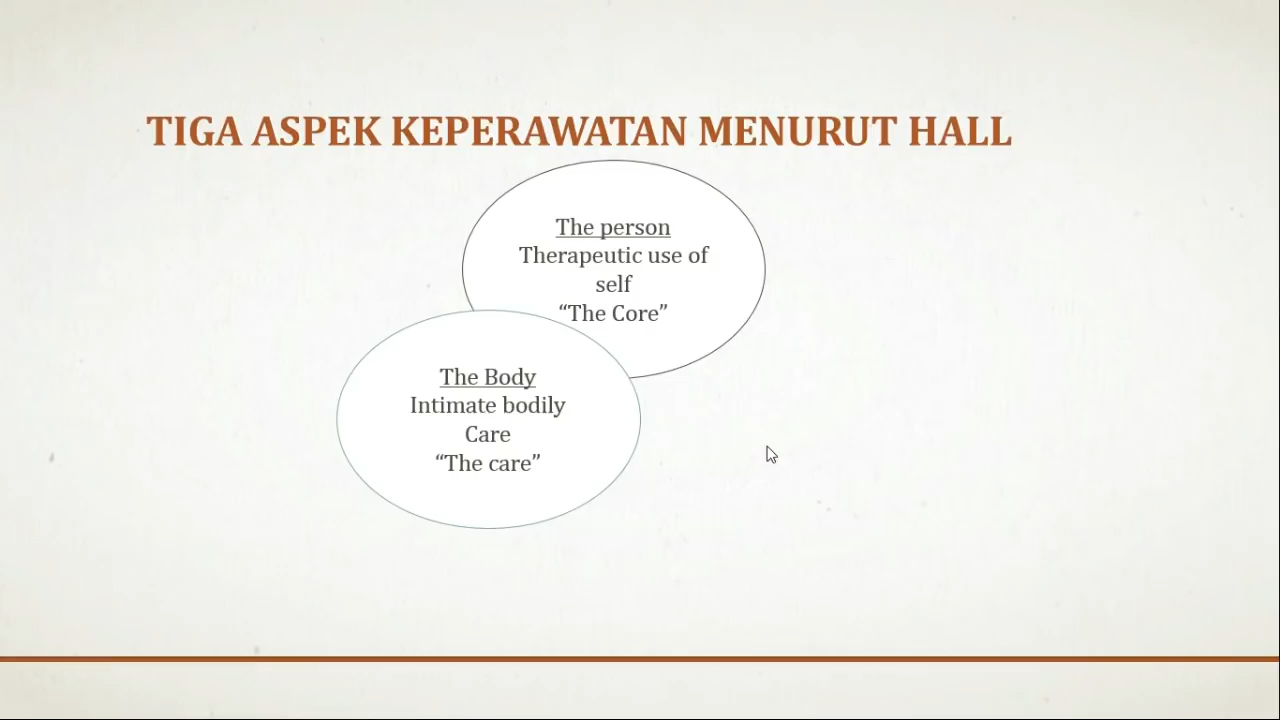 TIGA ASPEK KEPERAWATAN MENURUT HALL
The person
Therapeutic use of
self
“The Core”
The Body
Intimate bodily
Care
“The care”